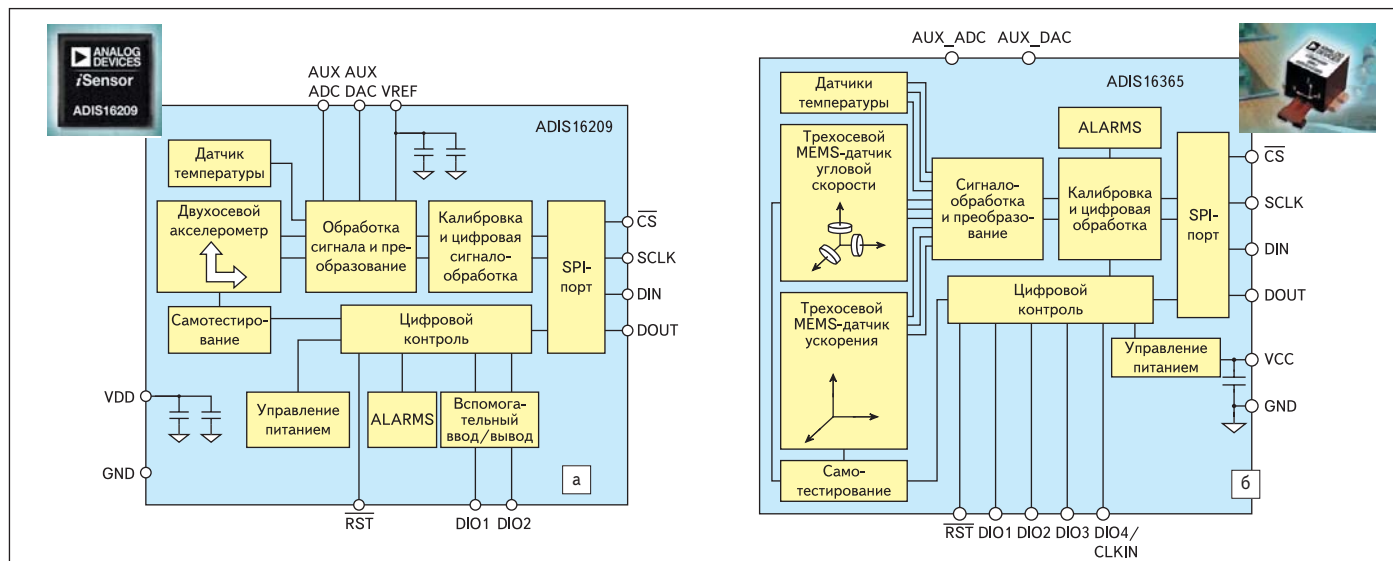 ANALOG
DEVICES
iSensor
ADIS16209
AUX AUX
ADC DAC VREF
ADIS16209
Датчик
температуры
Двухосевой
акселерометр
Обработка
сигнала и пре-
образование
Калибровка
и цифровая
сигнало-
обработка
SPI-
порт
CS
SCLK
DIN
DOUT
Самотестиро-
вание
Цифровой
контроль
VDD
Управление
питанием
ALARMS
Вспомога-
тельный
ввод/вывод
GND
а
RST DIO1 DIO2
AUX_ADC AUX_DAC
ANALOG
DEVICES
ADIS16365
Датчики
температуры
ALARMS
Трехосевой
MEMS-датчик
угловой
скорости
Сигнало-
обработка
и преобразо-
вание
Калибровка
и цифровая
обработка
SPI-
порт
CS
SCLK
DIN
DOUT
Цифровой
контроль
Трехосевой
MEMS-датчик
ускорения
Управление
питанием
VCC
GND
Само-
тестирование
б
RST DIO1 DIO2 DIO3 DIO4/
CLKIN